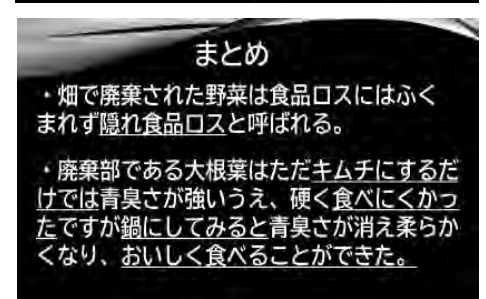 まとめ
・畑で廃棄された野菜は食品ロスにはふく
まれず隠れ食品ロスと呼ばれる。
・廃棄部である大根葉はただキムチにするだ
けでは青臭さが強いうえ、硬く食べにくかっ
たですが鍋にしてみると青臭さが消え柔らか
くなり、おいしく食べることができた。